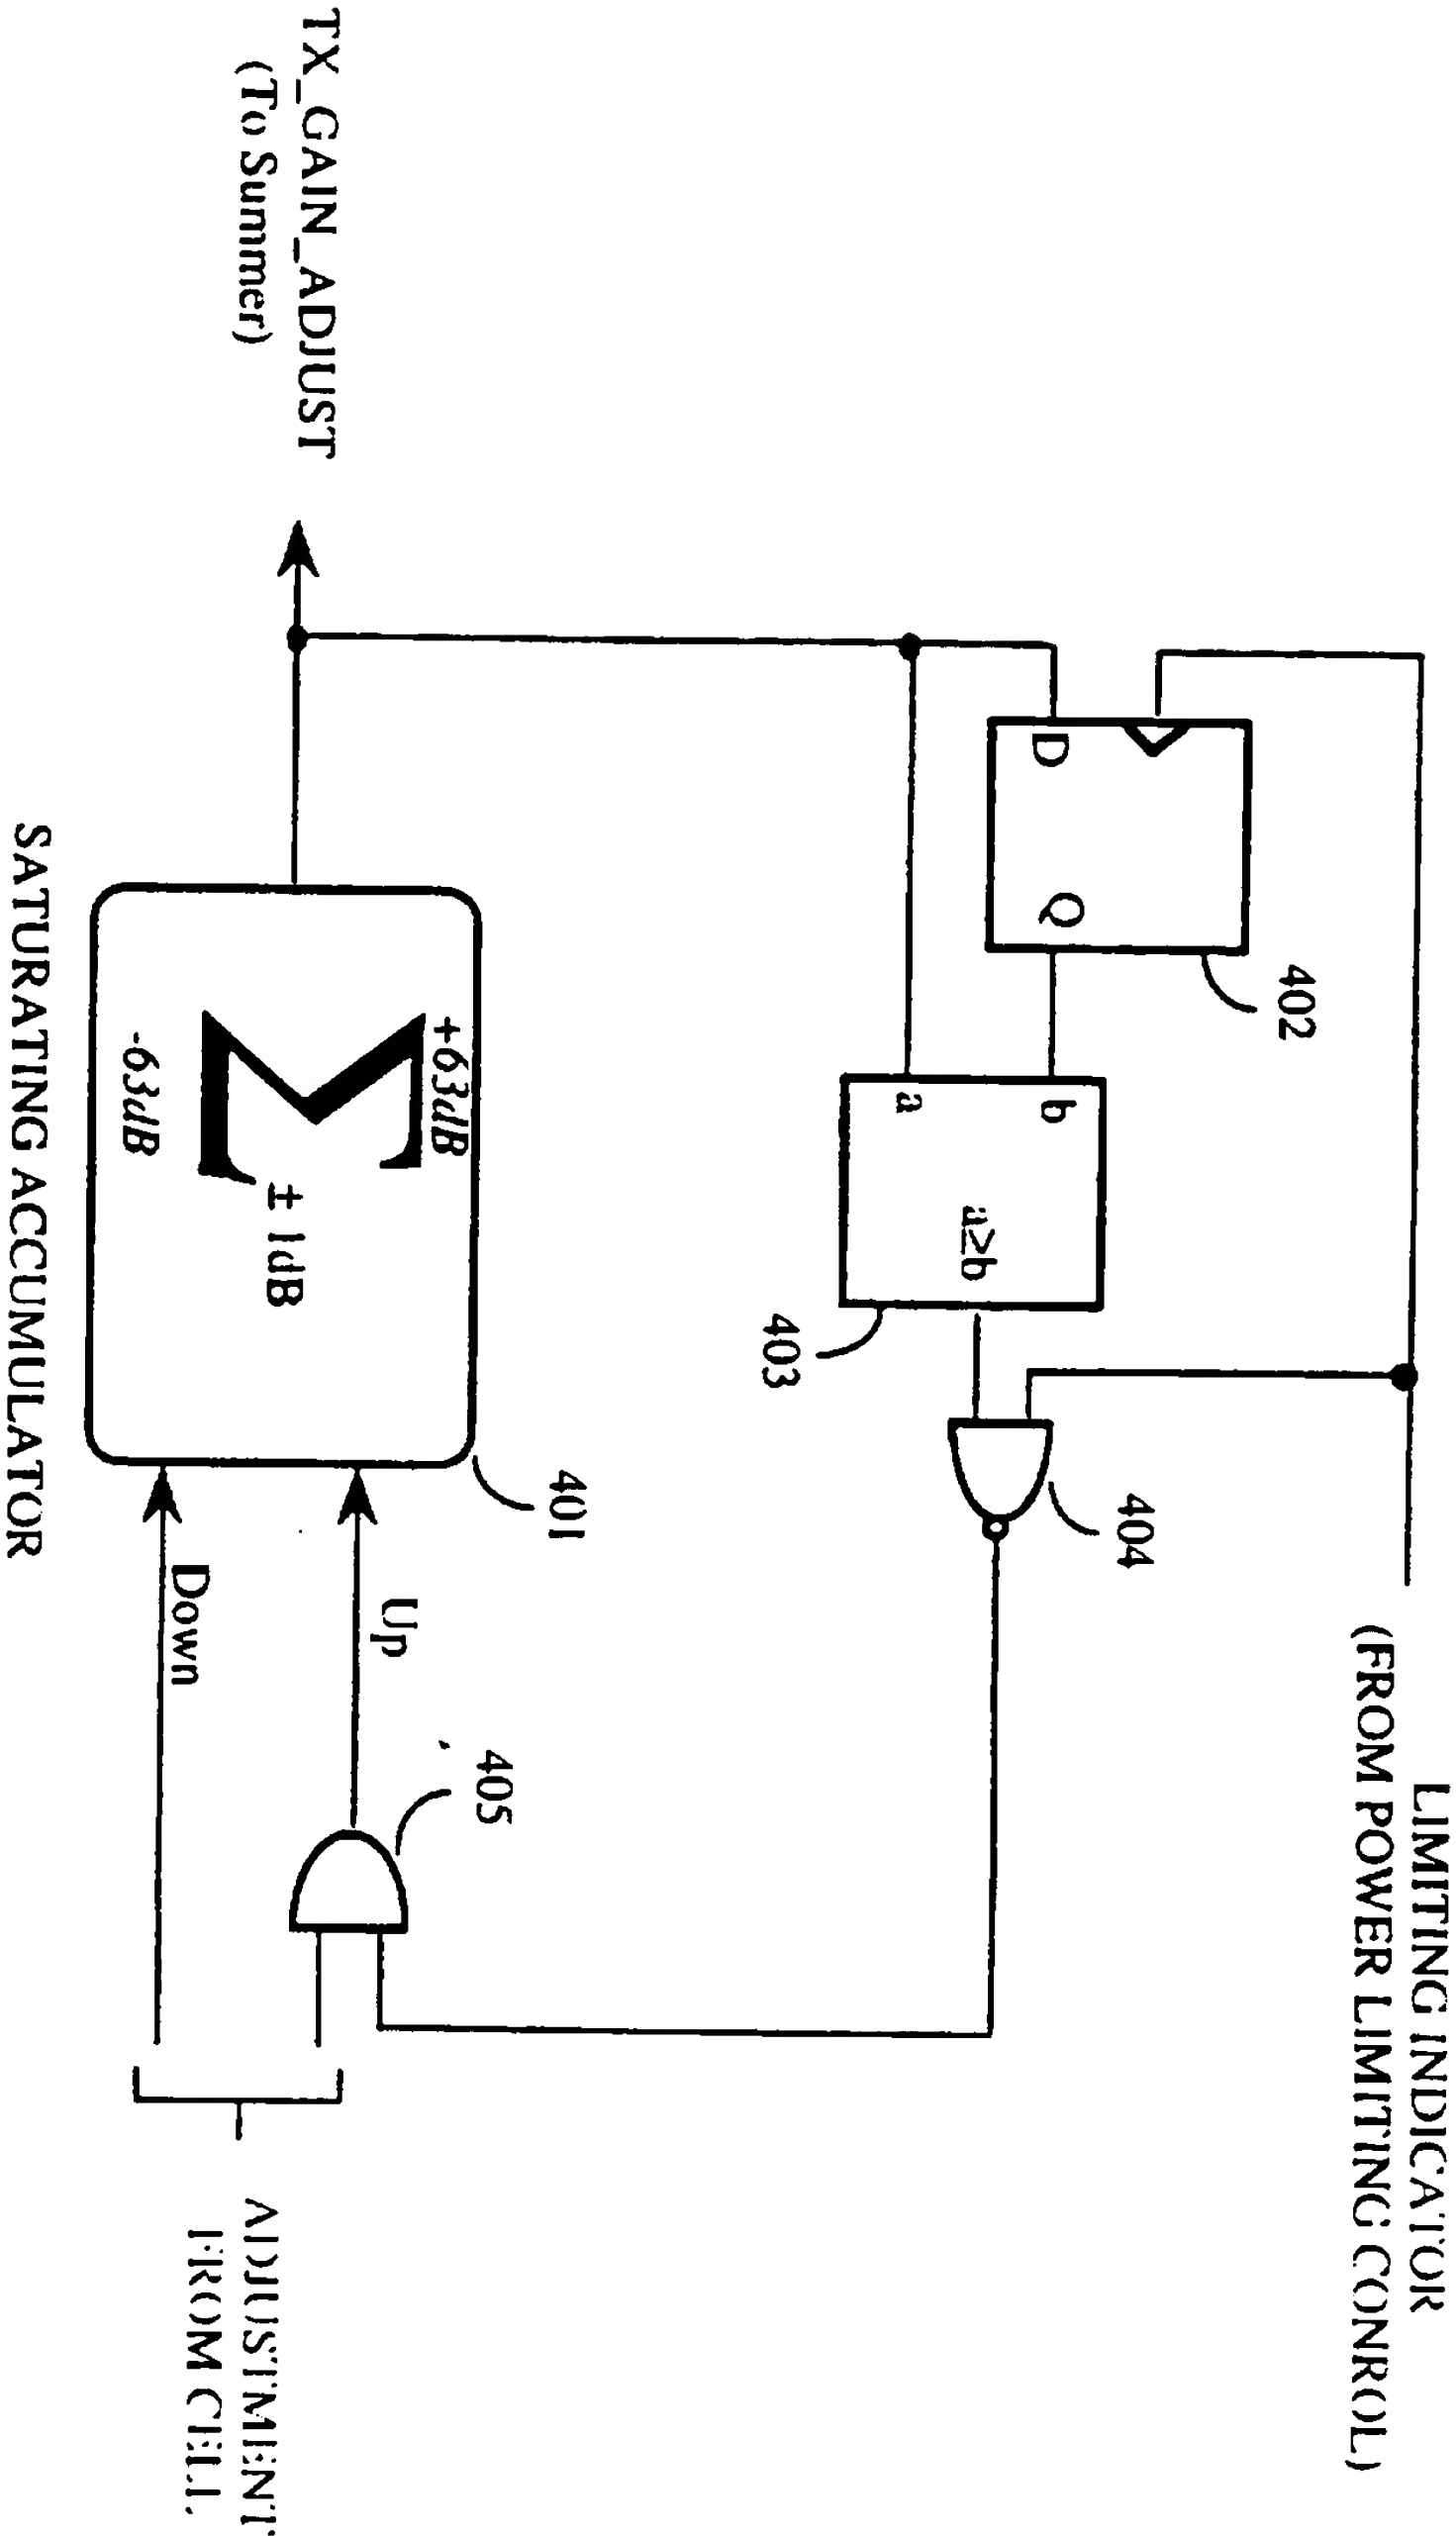 LIMITING INDICATOR
(FROM POWER LIMITING CONROL)
402
D
Q
b
a
a≥b
403
404
401
+63dB
Σ
± 1dB
-63dB
Up
Down
405
TX_GAIN_ADJUST
(To Summer)
SATURATING ACCUMULATOR
ADJUSTMENT
FROM CELL